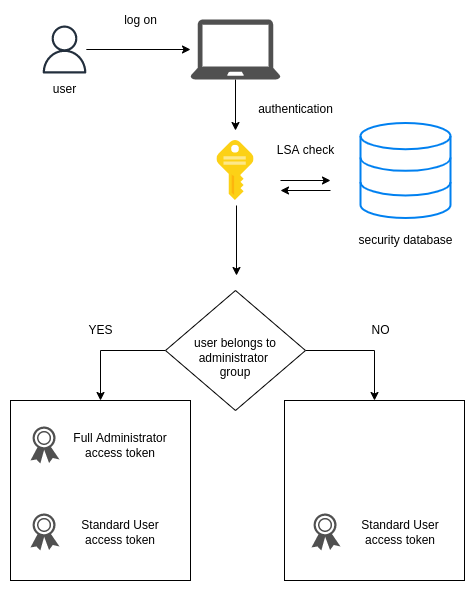 log on
user
authentication
LSA check
security database
user belongs to
administrator
group
YES
NO
Full Administrator
access token
Standard User
access token
Standard User
access token